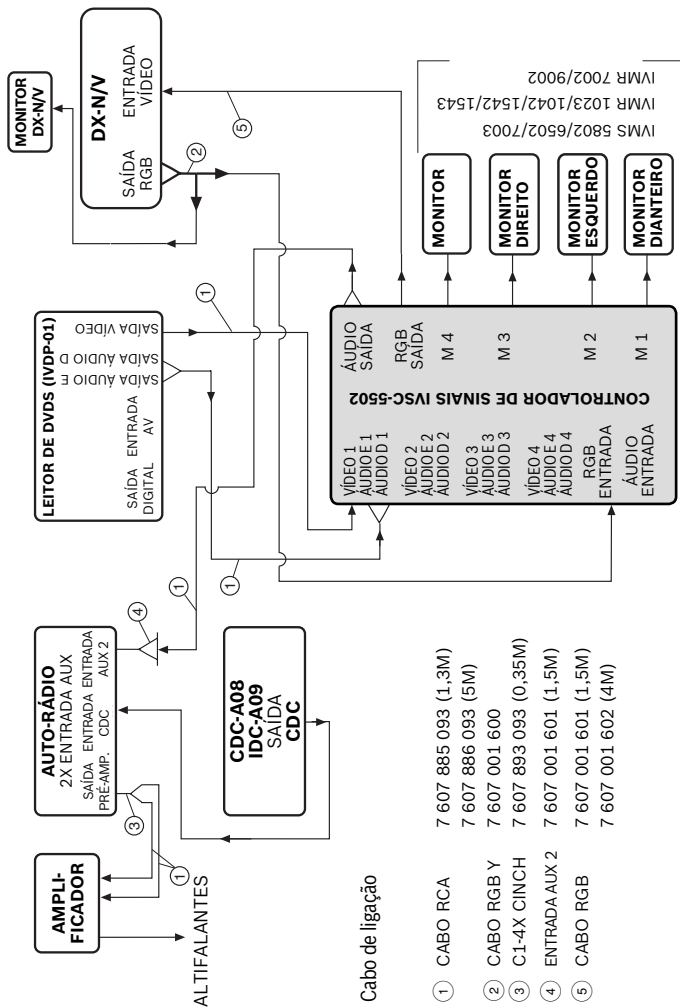 MONITOR
DX-N/V
DX-N/V
SAÍDA
RGB
ENTRADA
VÍDEO
2
5
LEITOR DE DVDS (IVDP-01)
SAÍDA
DIGITAL
ENTRADA
AV
SAÍDA ÁUDIO E
SAÍDA ÁUDIO D
SAÍDA VÍDEO
1
AUTO-RÁDIO
2X ENTRADA AUX
SAÍDA
PRÉ-AMP.
ENTRADA
CDC
ENTRADA
AUX 2
3
4
1
1
AMPLI-
FICADOR
1
ALTIFALANTES
CDC-A08
IDC-A09
SAÍDA
CDC
CONTROLADOR DE SINAIS IVSC-5502
VÍDEO 1
ÁUDIO E 1
ÁUDIO D 1
VÍDEO 2
ÁUDIO E 2
ÁUDIO D 2
VÍDEO 3
ÁUDIO E 3
ÁUDIO D 3
VÍDEO 4
ÁUDIO E 4
ÁUDIO D 4
RGB
ENTRADA
ÁUDIO
ENTRADA
ÁUDIO
SAÍDA
RGB
SAÍDA
M 4
M 3
M 2
M 1
MONITOR
MONITOR
DIREITO
MONITOR
ESQUERDO
MONITOR
DIANTEIRO
IVMS 5802/6502/7003
IVMR 1023/1042/1542/1543
IVMR 7002/9002
Cabo de ligação
1 CABO RCA 7 607 885 093 (1,3M)
7 607 886 093 (5M)
2 CABO RGB Y 7 607 001 600
3 C1-4X CINCH 7 607 893 093 (0,35M)
4 ENTRADA AUX 2 7 607 001 601 (1,5M)
5 CABO RGB 7 607 001 601 (1,5M)
7 607 001 602 (4M)